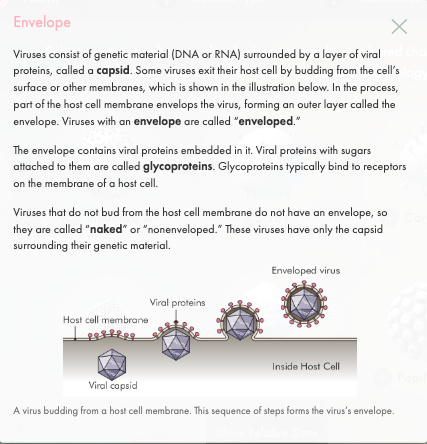 Envelope
Viruses consist of genetic material (DNA or RNA) surrounded by a layer of viral
proteins, called a capsid. Some viruses exit their host cell by budding from the cell's
surface or other membranes, which is shown in the illustration below. In the process,
part of the host cell membrane envelops the virus, forming an outer layer called the
envelope. Viruses with an envelope are called "enveloped."
The envelope contains viral proteins embedded in it. Viral proteins with sugars
attached to them are called glycoproteins. Glycoproteins typically bind to receptors
on the membrane of a host cell.
Viruses that do not bud from the host cell membrane do not have an envelope, so
they are called "naked" or "nonenveloped." These viruses have only the capsid
surrounding their genetic material.
Enveloped virus
Viral proteins
Host cell membrane
Inside Host Cell
Viral capsid
A virus budding from a host cell membrane. This sequence of steps forms the virus's envelope.